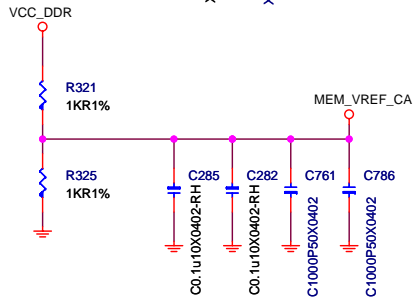 VCC_DDR
R321
1KR1%
MEM_VREF_CA
R325
1KR1%
C285
C0.1u10X0402-RH
C282
C0.1u10X0402-RH
C761
C1000P50X0402
C786
C1000P50X0402